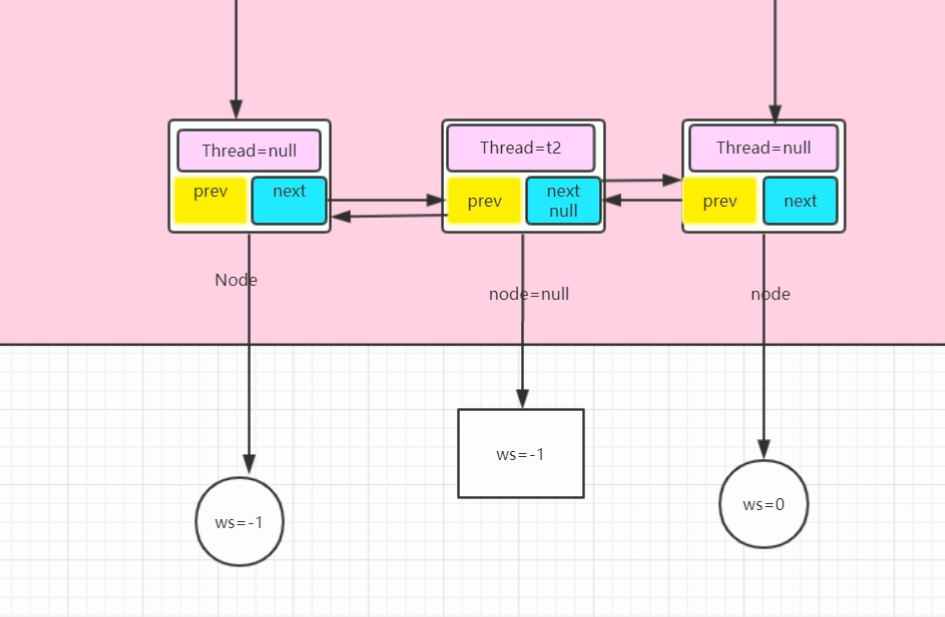 Thread=null
prev
next
Thread=t2
prev
next
null
Thread=null
prev
next
Node
node=null
node
ws=-1
ws=-1
ws=0